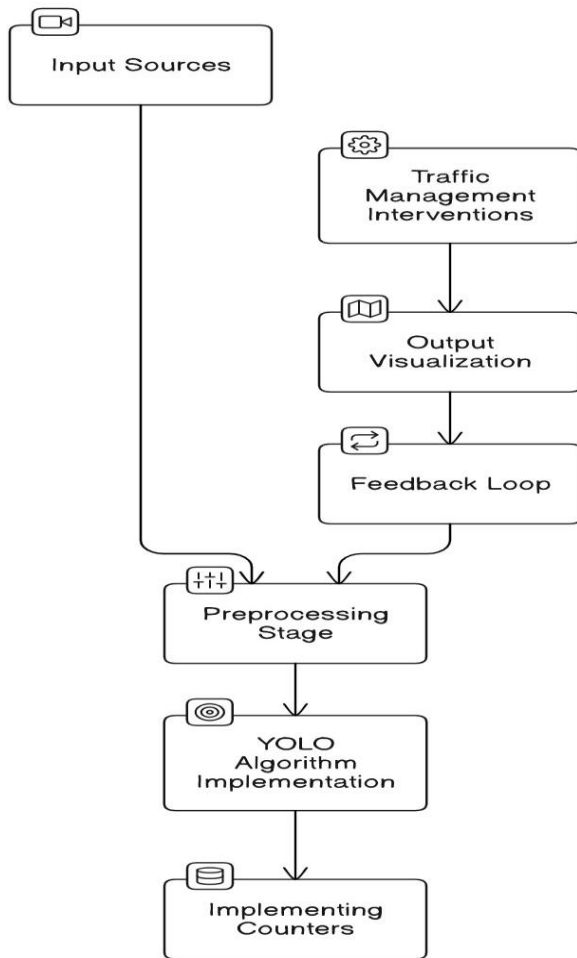 Input Sources
Traffic
Management
Interventions
Output
Visualization
Feedback Loop
Preprocessing
Stage
YOLO
Algorithm
Implementation
Implementing
Counters